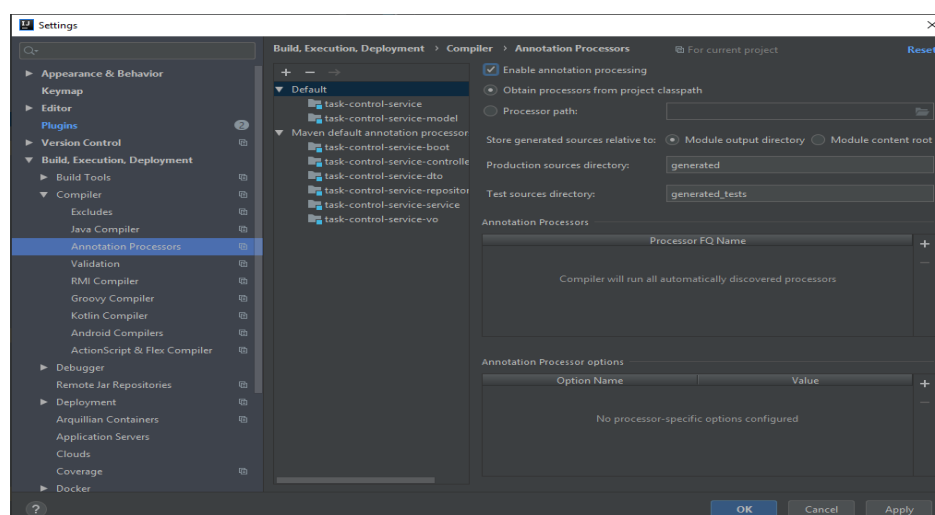 Settings
Appearance & Behavior
Keymap
Editor
Plugins
2
Version Control
Build, Execution, Deployment
Build Tools
Compiler
Excludes
Java Compiler
Annotation Processors
Validation
RMI Compiler
Groovy Compiler
Kotlin Compiler
Android Compilers
ActionScript & Flex Compiler
Debugger
Remote Jar Repositories
Deployment
Arquillian Containers
Application Servers
Clouds
Coverage
Docker
?
Build, Execution, Deployment › Compiler › Annotation Processors
For current project
Reset
Default
task-control-service
task-control-service-model
Maven default annotation processor
task-control-service-boot
task-control-service-controlle
task-control-service-dto
task-control-service-repositor
task-control-service-service
task-control-service-vo
Enable annotation processing
Obtain processors from project classpath
Processor path:
Store generated sources relative to: Module output directory Module content root
Production sources directory: generated
Test sources directory: generated_tests
Annotation Processors
Processor FQ Name
Compiler will run all automatically discovered processors
Annotation Processor options
Option Name Value
No processor-specific options configured
OK Cancel Apply